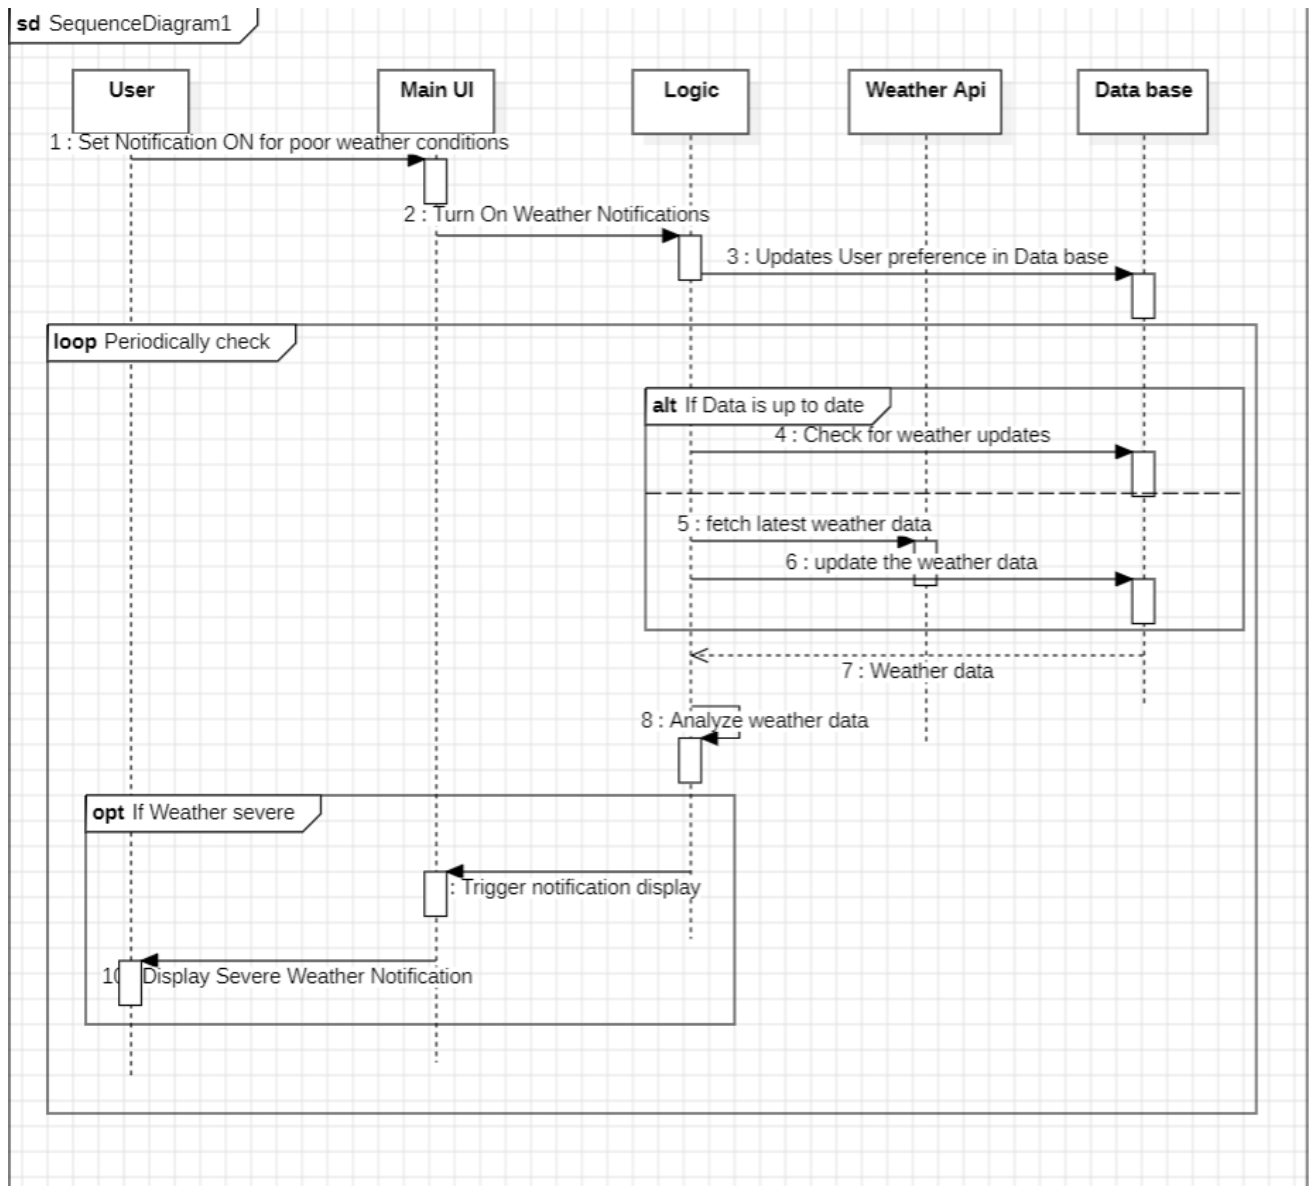 sd SequenceDiagram1
User
Main UI
Logic
Weather Api
Data base
1 : Set Notification ON for poor weather conditions
2 : Turn On Weather Notifications
3 : Updates User preference in Data base
loop Periodically check
alt If Data is up to date
4 : Check for weather updates
5 : fetch latest weather data
6 : update the weather data
7 : Weather data
8 : Analyze weather data
opt If Weather severe
: Trigger notification display
10 Display Severe Weather Notification